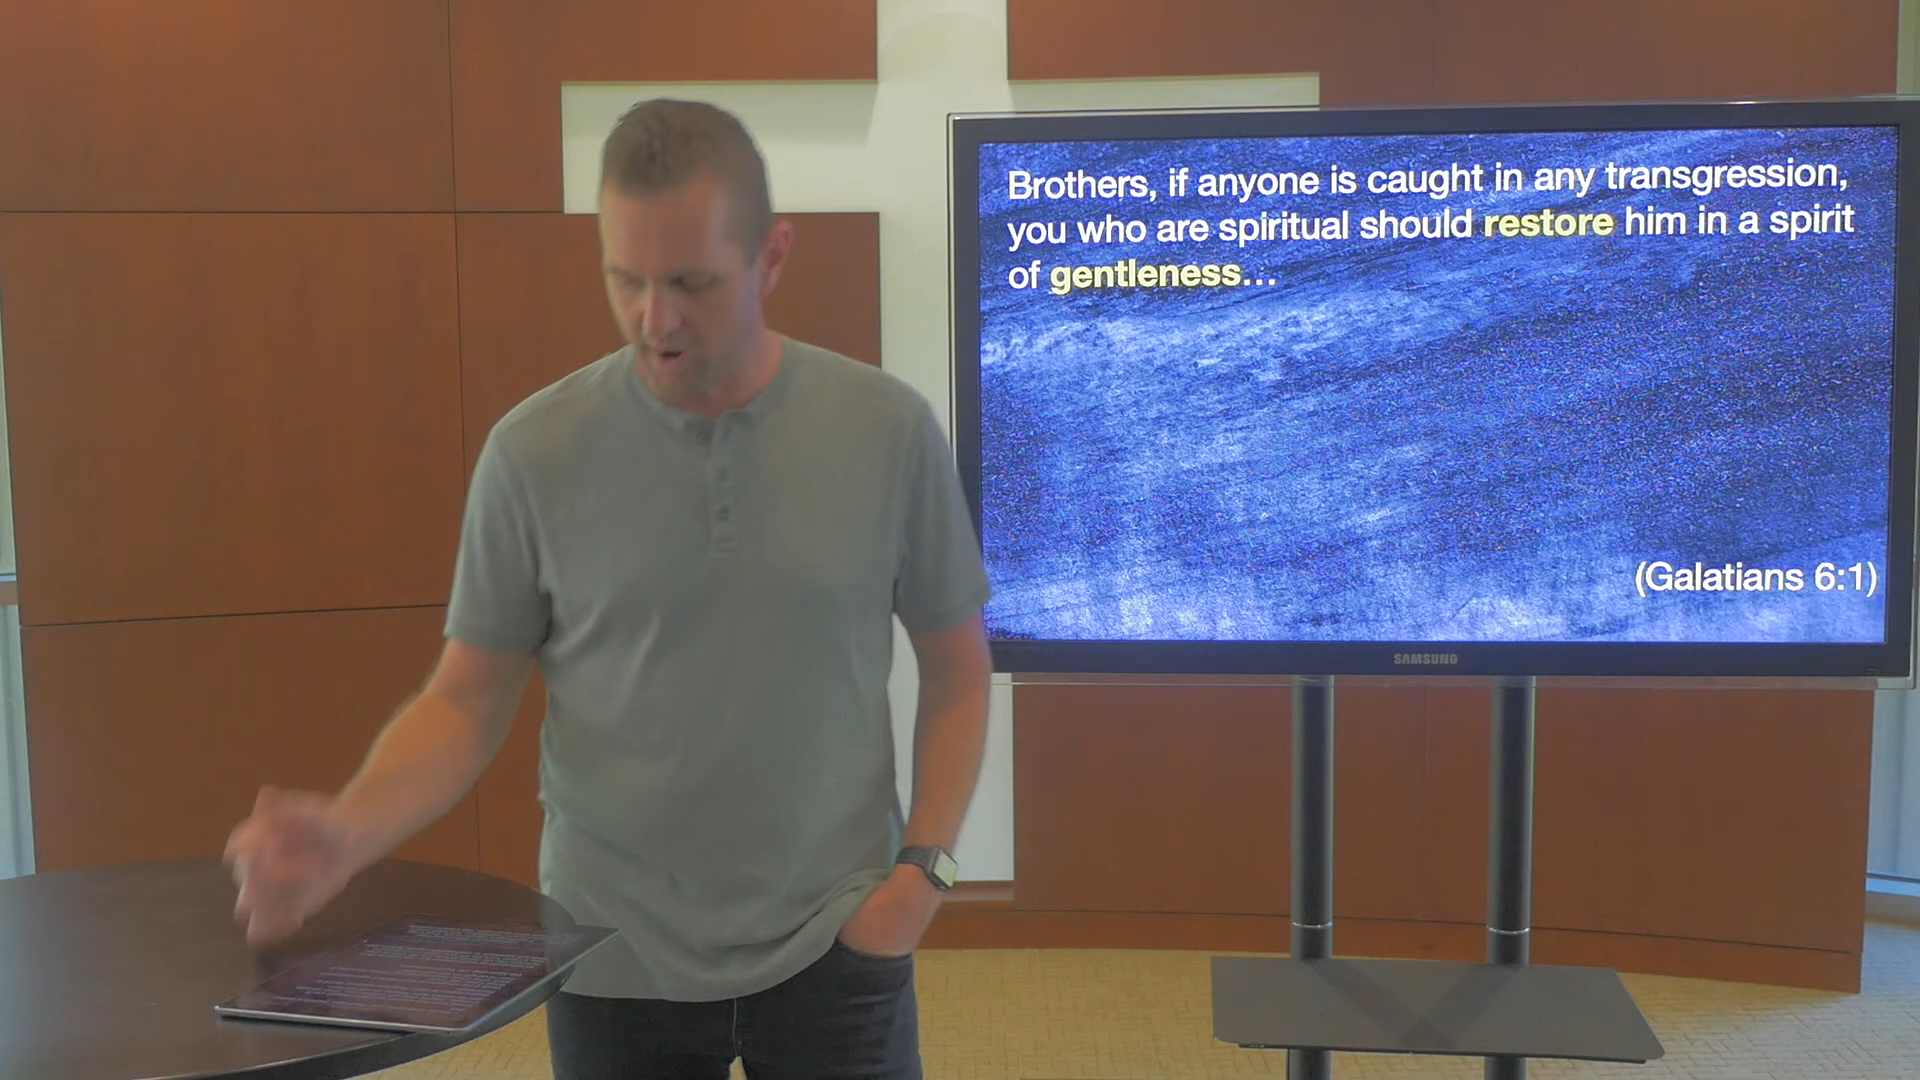 Brothers, if anyone is caught in any transgression,
you who are spiritual should restore him in a spirit
of gentleness…
(Galatians 6:1)
SAMSUNG